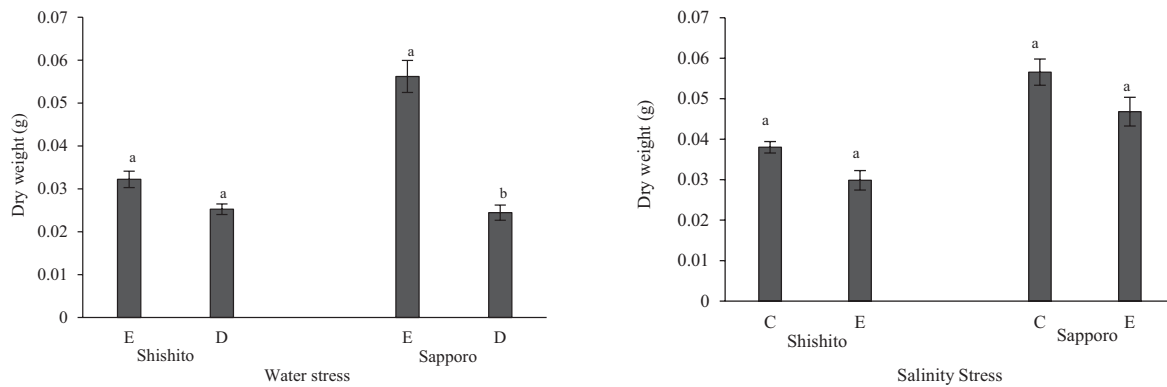 0.07
0.06
0.05
0.04
0.03
0.02
0.01
0
Dry weight (g)
a
a
a
b
E D E D
Shishito Sapporo
Water stress
0.07
0.06
0.05
0.04
0.03
0.02
0.01
0
Dry weight (g)
a
a
a
a
C E C E
Shishito Sapporo
Salinity Stress